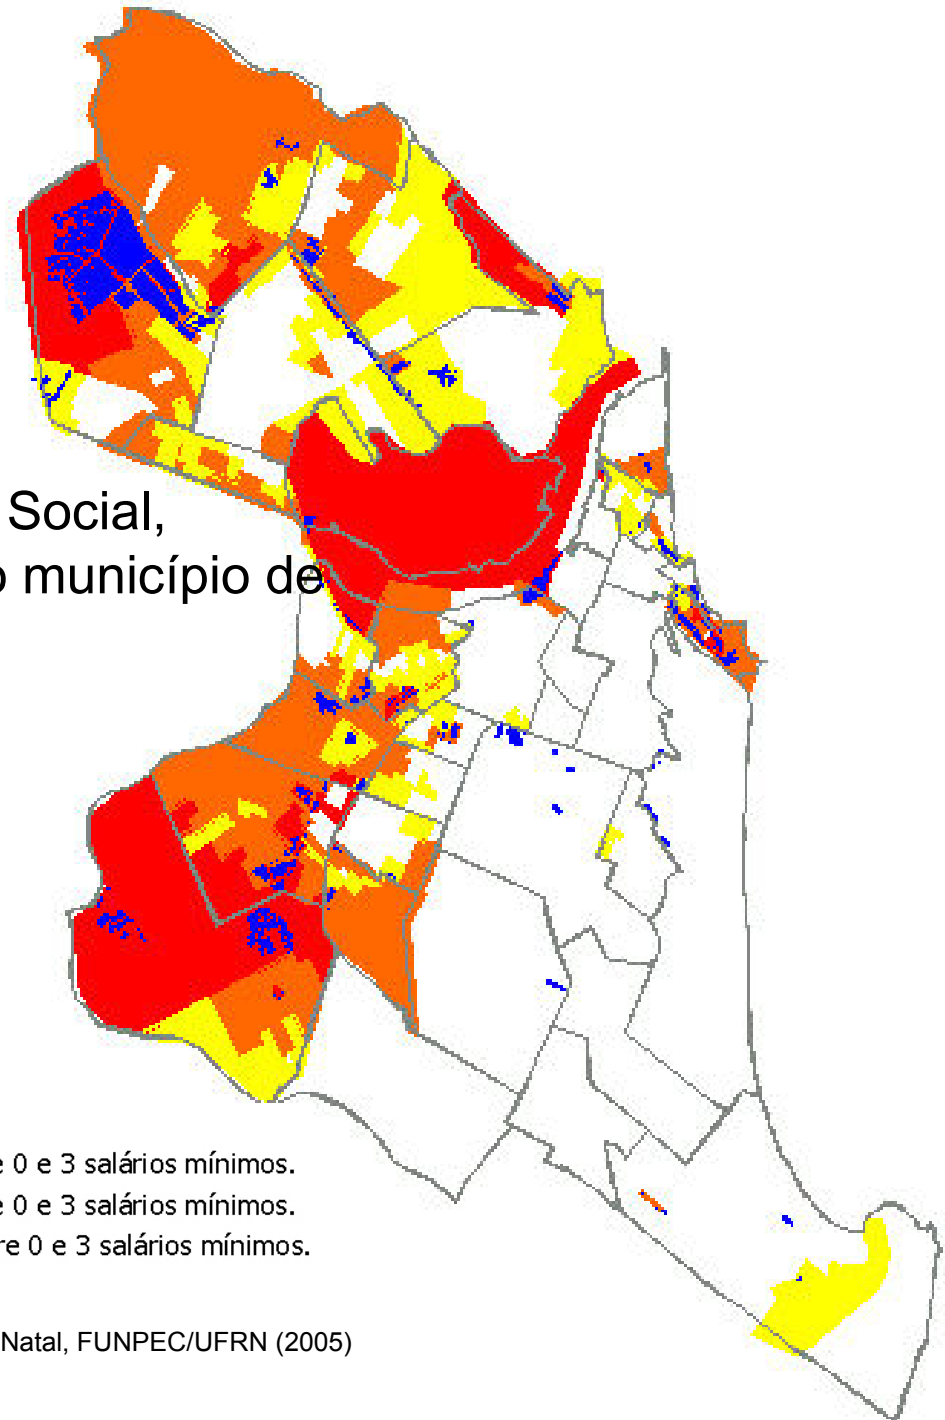 Social,
município de
0 e 3 salários mínimos.
0 e 3 salários mínimos.
0 e 3 salários mínimos.
Natal, FUNPEC/UFRN (2005)